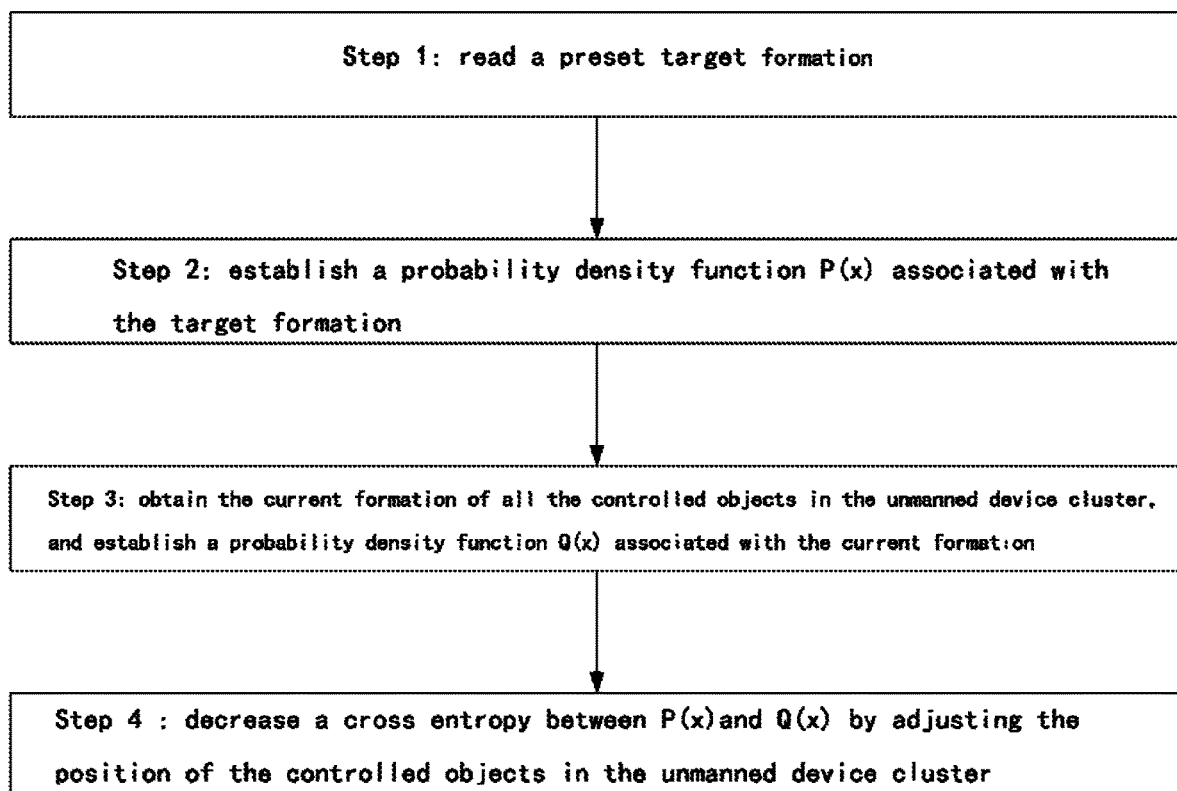 Step 1: read a preset target formation
Step 2: establish a probability density function P(x) associated with
the target formation
Step 3: obtain the current formation of all the controlled objects in the unmanned device cluster,
and establish a probability density function Q(x) associated with the current formation
Step 4 : decrease a cross entropy between P(x)and Q(x) by adjusting the
position of the controlled objects in the unmanned device cluster